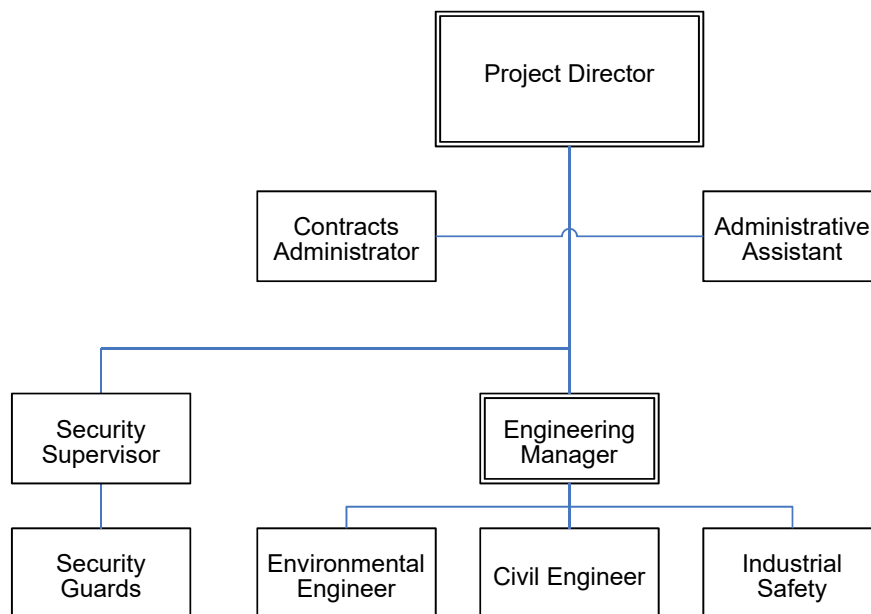 Project Director
Contracts
Administrator
Administrative
Assistant
Security
Supervisor
Engineering
Manager
Security
Guards
Environmental
Engineer
Civil Engineer
Industrial
Safety